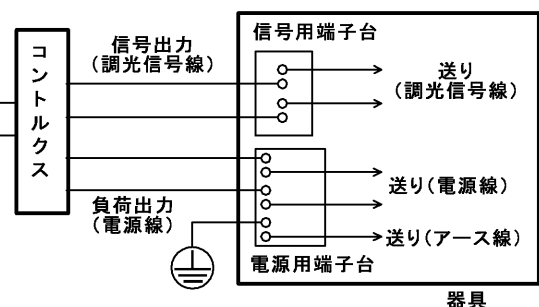 コントルクス
信号出力
(調光信号線)
信号用端子台
送り
(調光信号線)
負荷出力
(電源線)
送り(電源線)
送り(アース線)
電源用端子台
器具